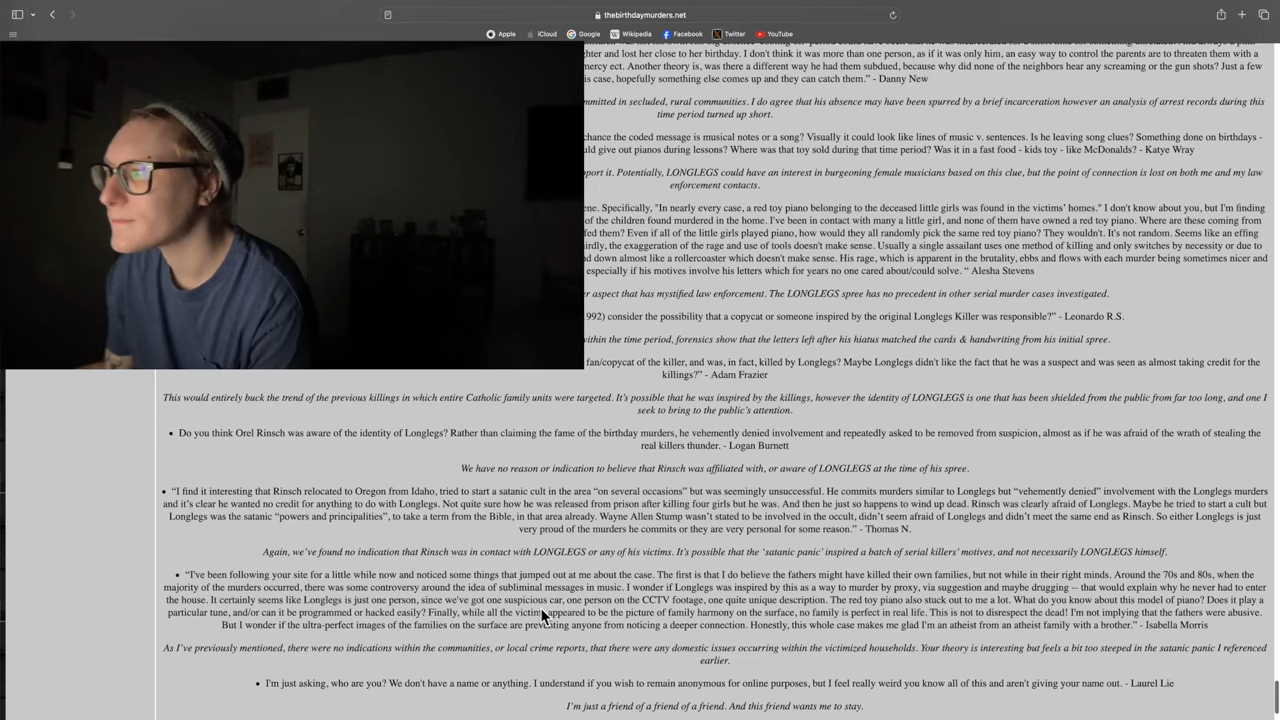 thebirthdaymurders.net
Apple iCloud Google Wikipedia Facebook Twitter YouTube
and lost her close to her birthday. I don't think it was more than one person, as if it was only him, an easy way to control the parents are to threaten them with a
mercy ect. Another theory is, was there a different way he had them subdued, because why did none of the neighbors hear any screaming or the gun shots? Just a few
is case, hopefully something else comes up and they can catch them.” - Danny New
mmitted in secluded, rural communities. I do agree that his absence may have been spurred by a brief incarceration however an analysis of arrest records during this
time period turned up short.
chance the coded message is musical notes or a song? Visually it could look like lines of music v. sentences. Is he leaving song clues? Something done on birthdays -
uld give out pianos during lessons? Where was that toy sold during that time period? Was it in a fast food - kids toy - like McDonald's? - Katye Wray
pport it. Potentially, LONGLEGS could have an interest in burgeoning female musicians based on this clue, but the point of connection is lost on both me and my law
enforcement contacts.
ene. Specifically, "In nearly every case, a red toy piano belonging to the deceased little girls was found in the victims’ homes." I don't know about you, but I'm finding
of the children found murdered in the home. I've been in contact with many a little girl, and none of them have owned a red toy piano. Where are these coming from
fed them? Even if all of the little girls played piano, how would they all randomly pick the same red toy piano? They wouldn't. It's not random. Seems like an effing
irdly, the exaggeration of the rage and use of tools doesn't make sense. Usually a single assailant uses one method of killing and only switches by necessity or due to
d down almost like a rollercoaster which doesn't make sense. His rage, which is apparent in the brutality, ebbs and flows with each murder being sometimes nicer and
especially if his motives involve his letters which for years no one cared about/could solve. “ Alesha Stevens
er aspect that has mystified law enforcement. The LONGLEGS spree has no precedent in other serial murder cases investigated.
992) consider the possibility that a copycat or someone inspired by the original Longlegs Killer was responsible?” - Leonardo R.S.
within the time period, forensics show that the letters left after his hiatus matched the cards & handwriting from his initial spree.
fan/copycat of the killer, and was, in fact, killed by Longlegs? Maybe Longlegs didn't like the fact that he was a suspect and was seen as almost taking credit for the
killings?” - Adam Frazier
This would entirely buck the trend of the previous killings in which entire Catholic family units were targeted. It’s possible that he was inspired by the killings, however the identity of LONGLEGS is one that has been shielded from the public from far too long, and one I
seek to bring to the public’s attention.
• Do you think Orel Rinsch was aware of the identity of Longlegs? Rather than claiming the fame of the birthday murders, he vehemently denied involvement and repeatedly asked to be removed from suspicion, almost as if he was afraid of the wrath of stealing the
real killers thunder. - Logan Burnett
We have no reason or indication to believe that Rinsch was affiliated with, or aware of LONGLEGS at the time of his spree.
• “I find it interesting that Rinsch relocated to Oregon from Idaho, tried to start a satanic cult in the area “on several occasions” but was seemingly unsuccessful. He commits murders similar to Longlegs but “vehemently denied” involvement with the Longlegs murders
and it’s clear he wanted no credit for anything to do with Longlegs. Not quite sure how he was released from prison after killing four girls but he was. And then he just so happens to wind up dead. Rinsch was clearly afraid of Longlegs. Maybe he tried to start a cult but
Longlegs was the satanic “powers and principalities”, to take a term from the Bible, in that area already. Wayne Allen Stump wasn’t stated to be involved in the occult, didn’t seem afraid of Longlegs and didn’t meet the same end as Rinsch. So either Longlegs is just
very proud of the murders he commits or they are very personal for some reason.” - Thomas N.
Again, we’ve found no indication that Rinsch was in contact with LONGLEGS or any of his victims. It’s possible that the ‘satanic panic’ inspired a batch of serial killers’ motives, and not necessarily LONGLEGS himself.
• “I've been following your site for a little while now and noticed some things that jumped out at me about the case. The first is that I do believe the fathers might have killed their own families, but not while in their right minds. Around the 70s and 80s, when the
majority of the murders occurred, there was some controversy around the idea of subliminal messages in music. I wonder if Longlegs was inspired by this as a way to murder by proxy, via suggestion and maybe drugging -- that would explain why he never had to enter
the house. It certainly seems like Longlegs is just one person, since we've got one suspicious car, one person on the CCTV footage, one quite unique description. The red toy piano also stuck out to me a lot. What do you know about this model of piano? Does it play a
particular tune, and/or can it be programmed or hacked easily? Finally, while all the victims appeared to be the picture of family harmony on the surface, no family is perfect in real life. This is not to disrespect the dead! I'm not implying that the fathers were abusive.
But I wonder if the ultra-perfect images of the families on the surface are preventing anyone from noticing a deeper connection. Honestly, this whole case makes me glad I'm an atheist from an atheist family with a brother.” - Isabella Morris
As I’ve previously mentioned, there were no indications within the communities, or local crime reports, that there were any domestic issues occurring within the victimized households. Your theory is interesting but feels a bit too steeped in the satanic panic I referenced
earlier.
• I'm just asking, who are you? We don't have a name or anything. I understand if you wish to remain anonymous for online purposes, but I feel really weird you know all of this and aren't giving your name out. - Laurel Lie
I’m just a friend of a friend of a friend. And this friend wants me to stay.